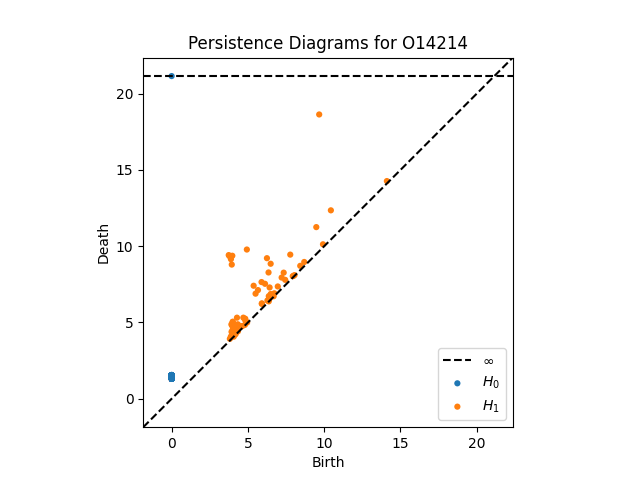 Persistence Diagrams for O14214
Death
20
15
10
5
0
0 5 10 15 20
Birth
∞
H₀
H₁